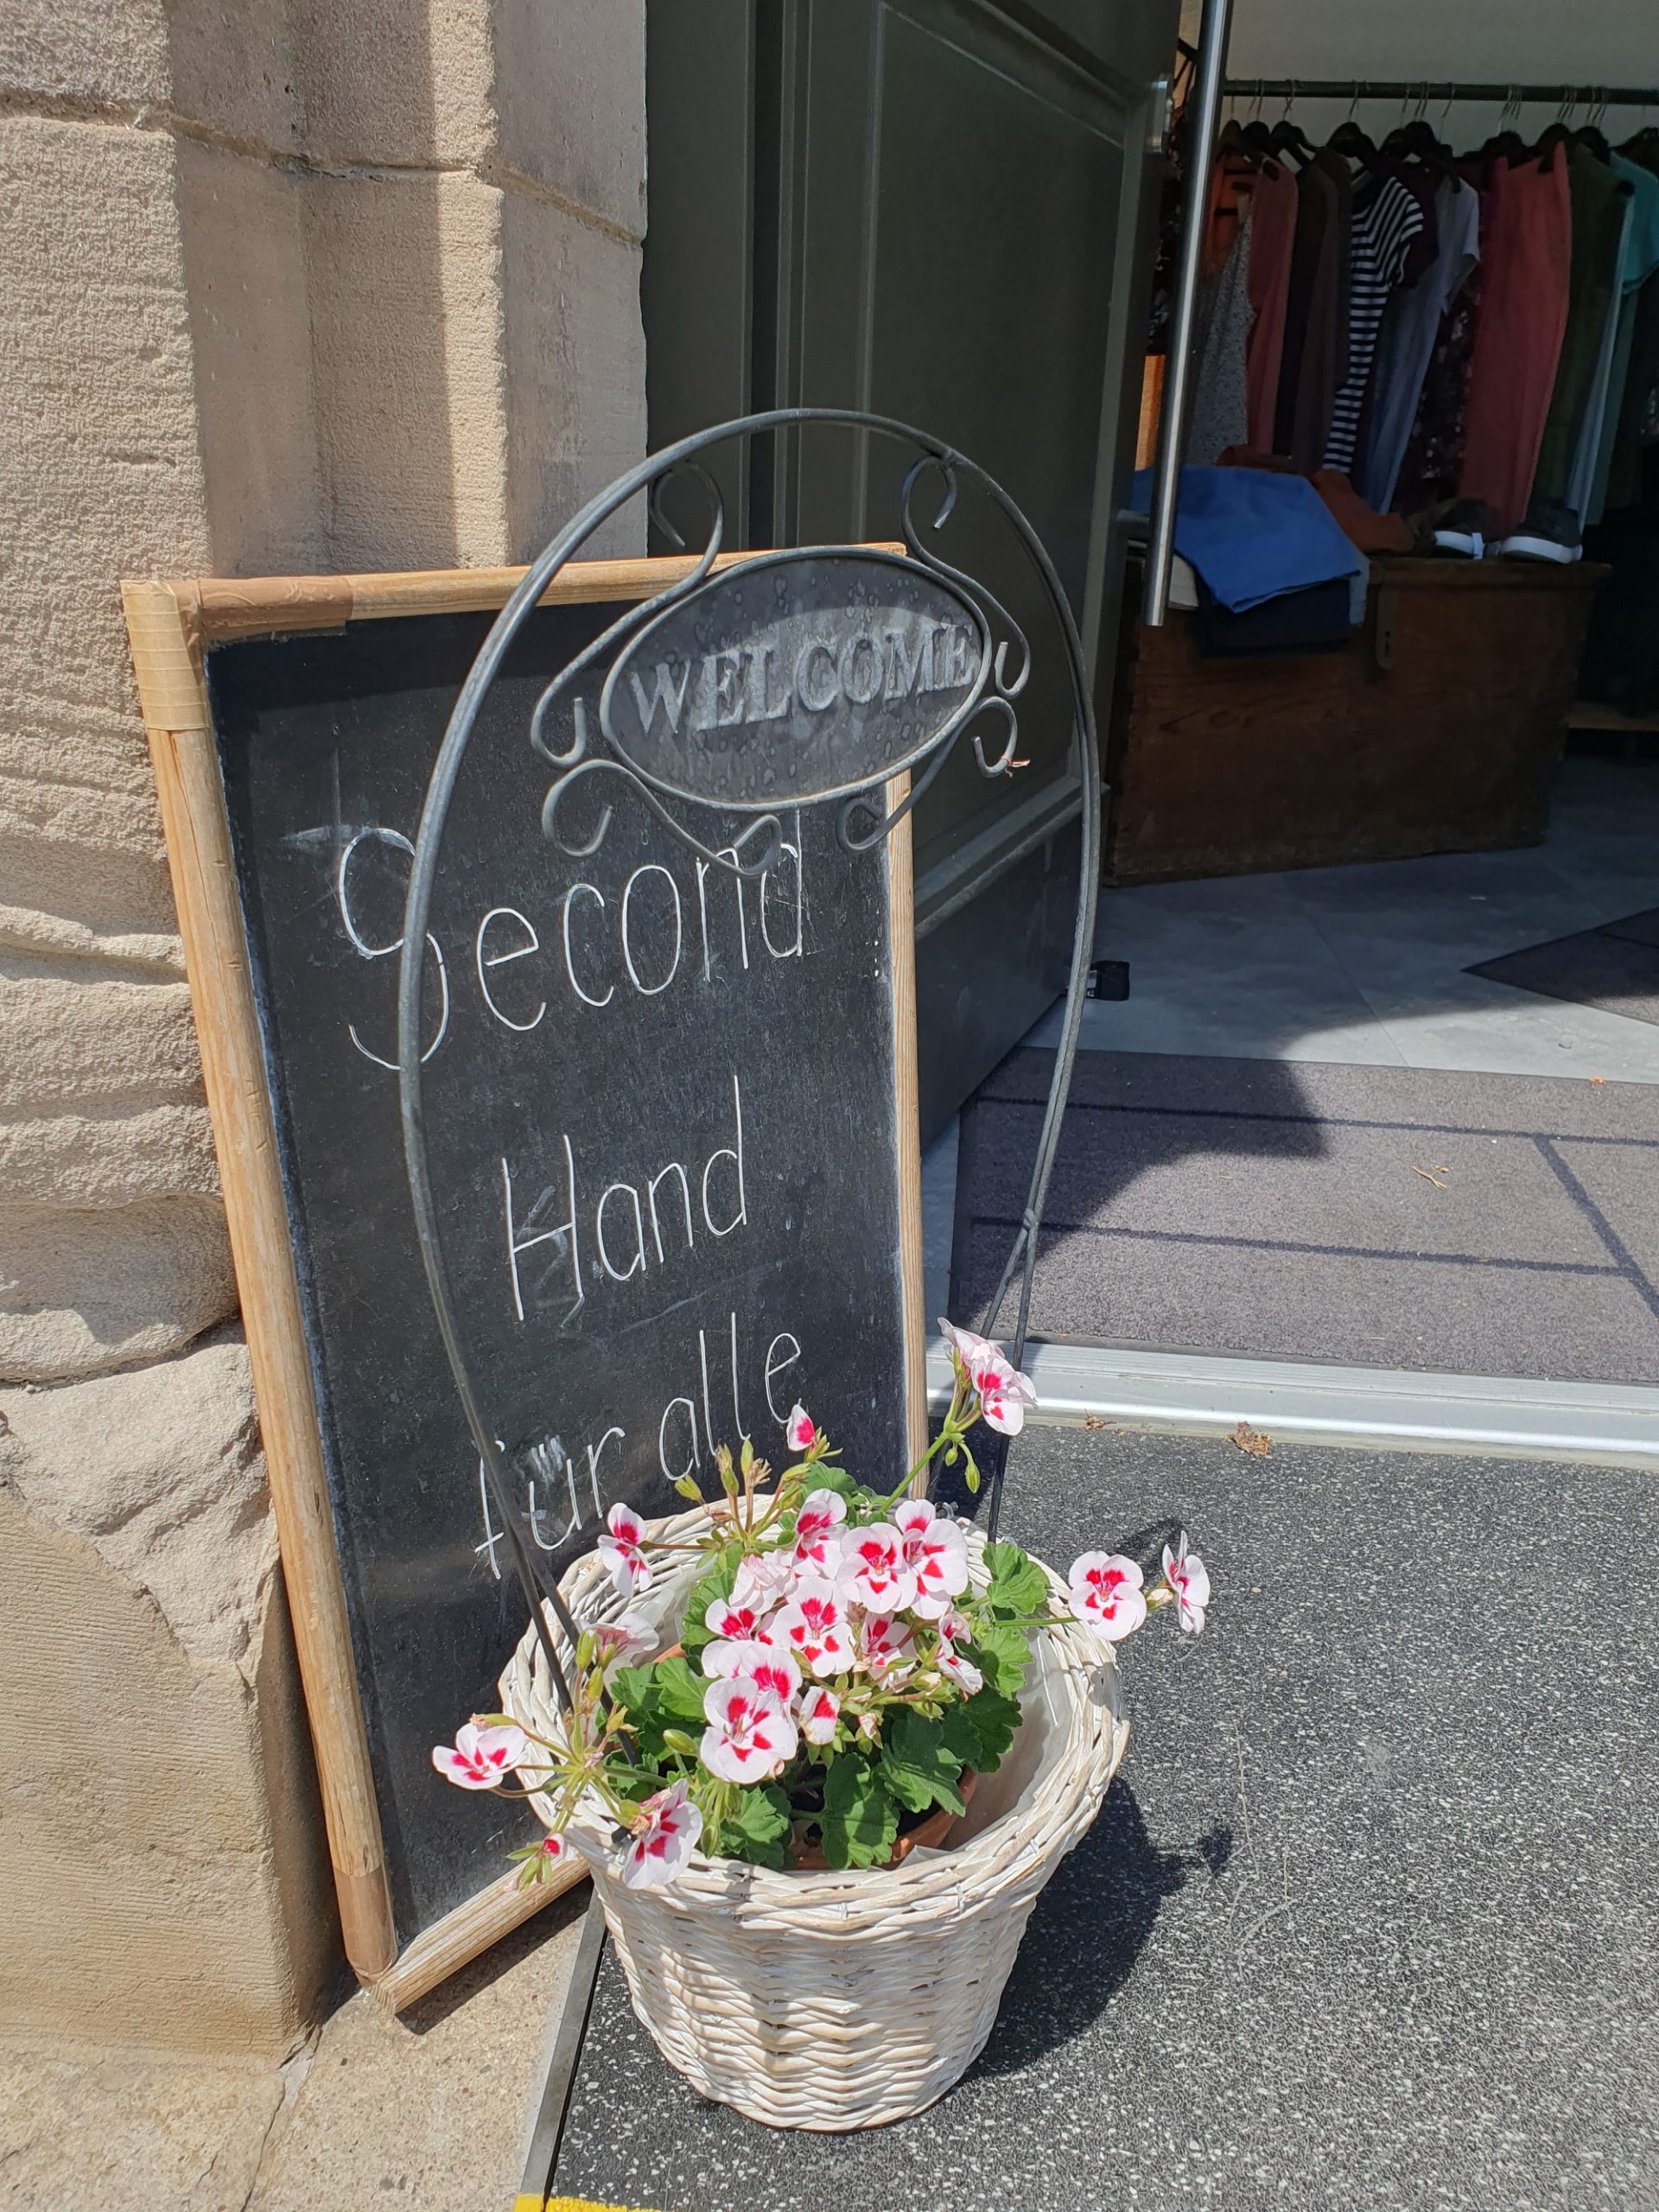 WELCOME
Second
Hand
für alle